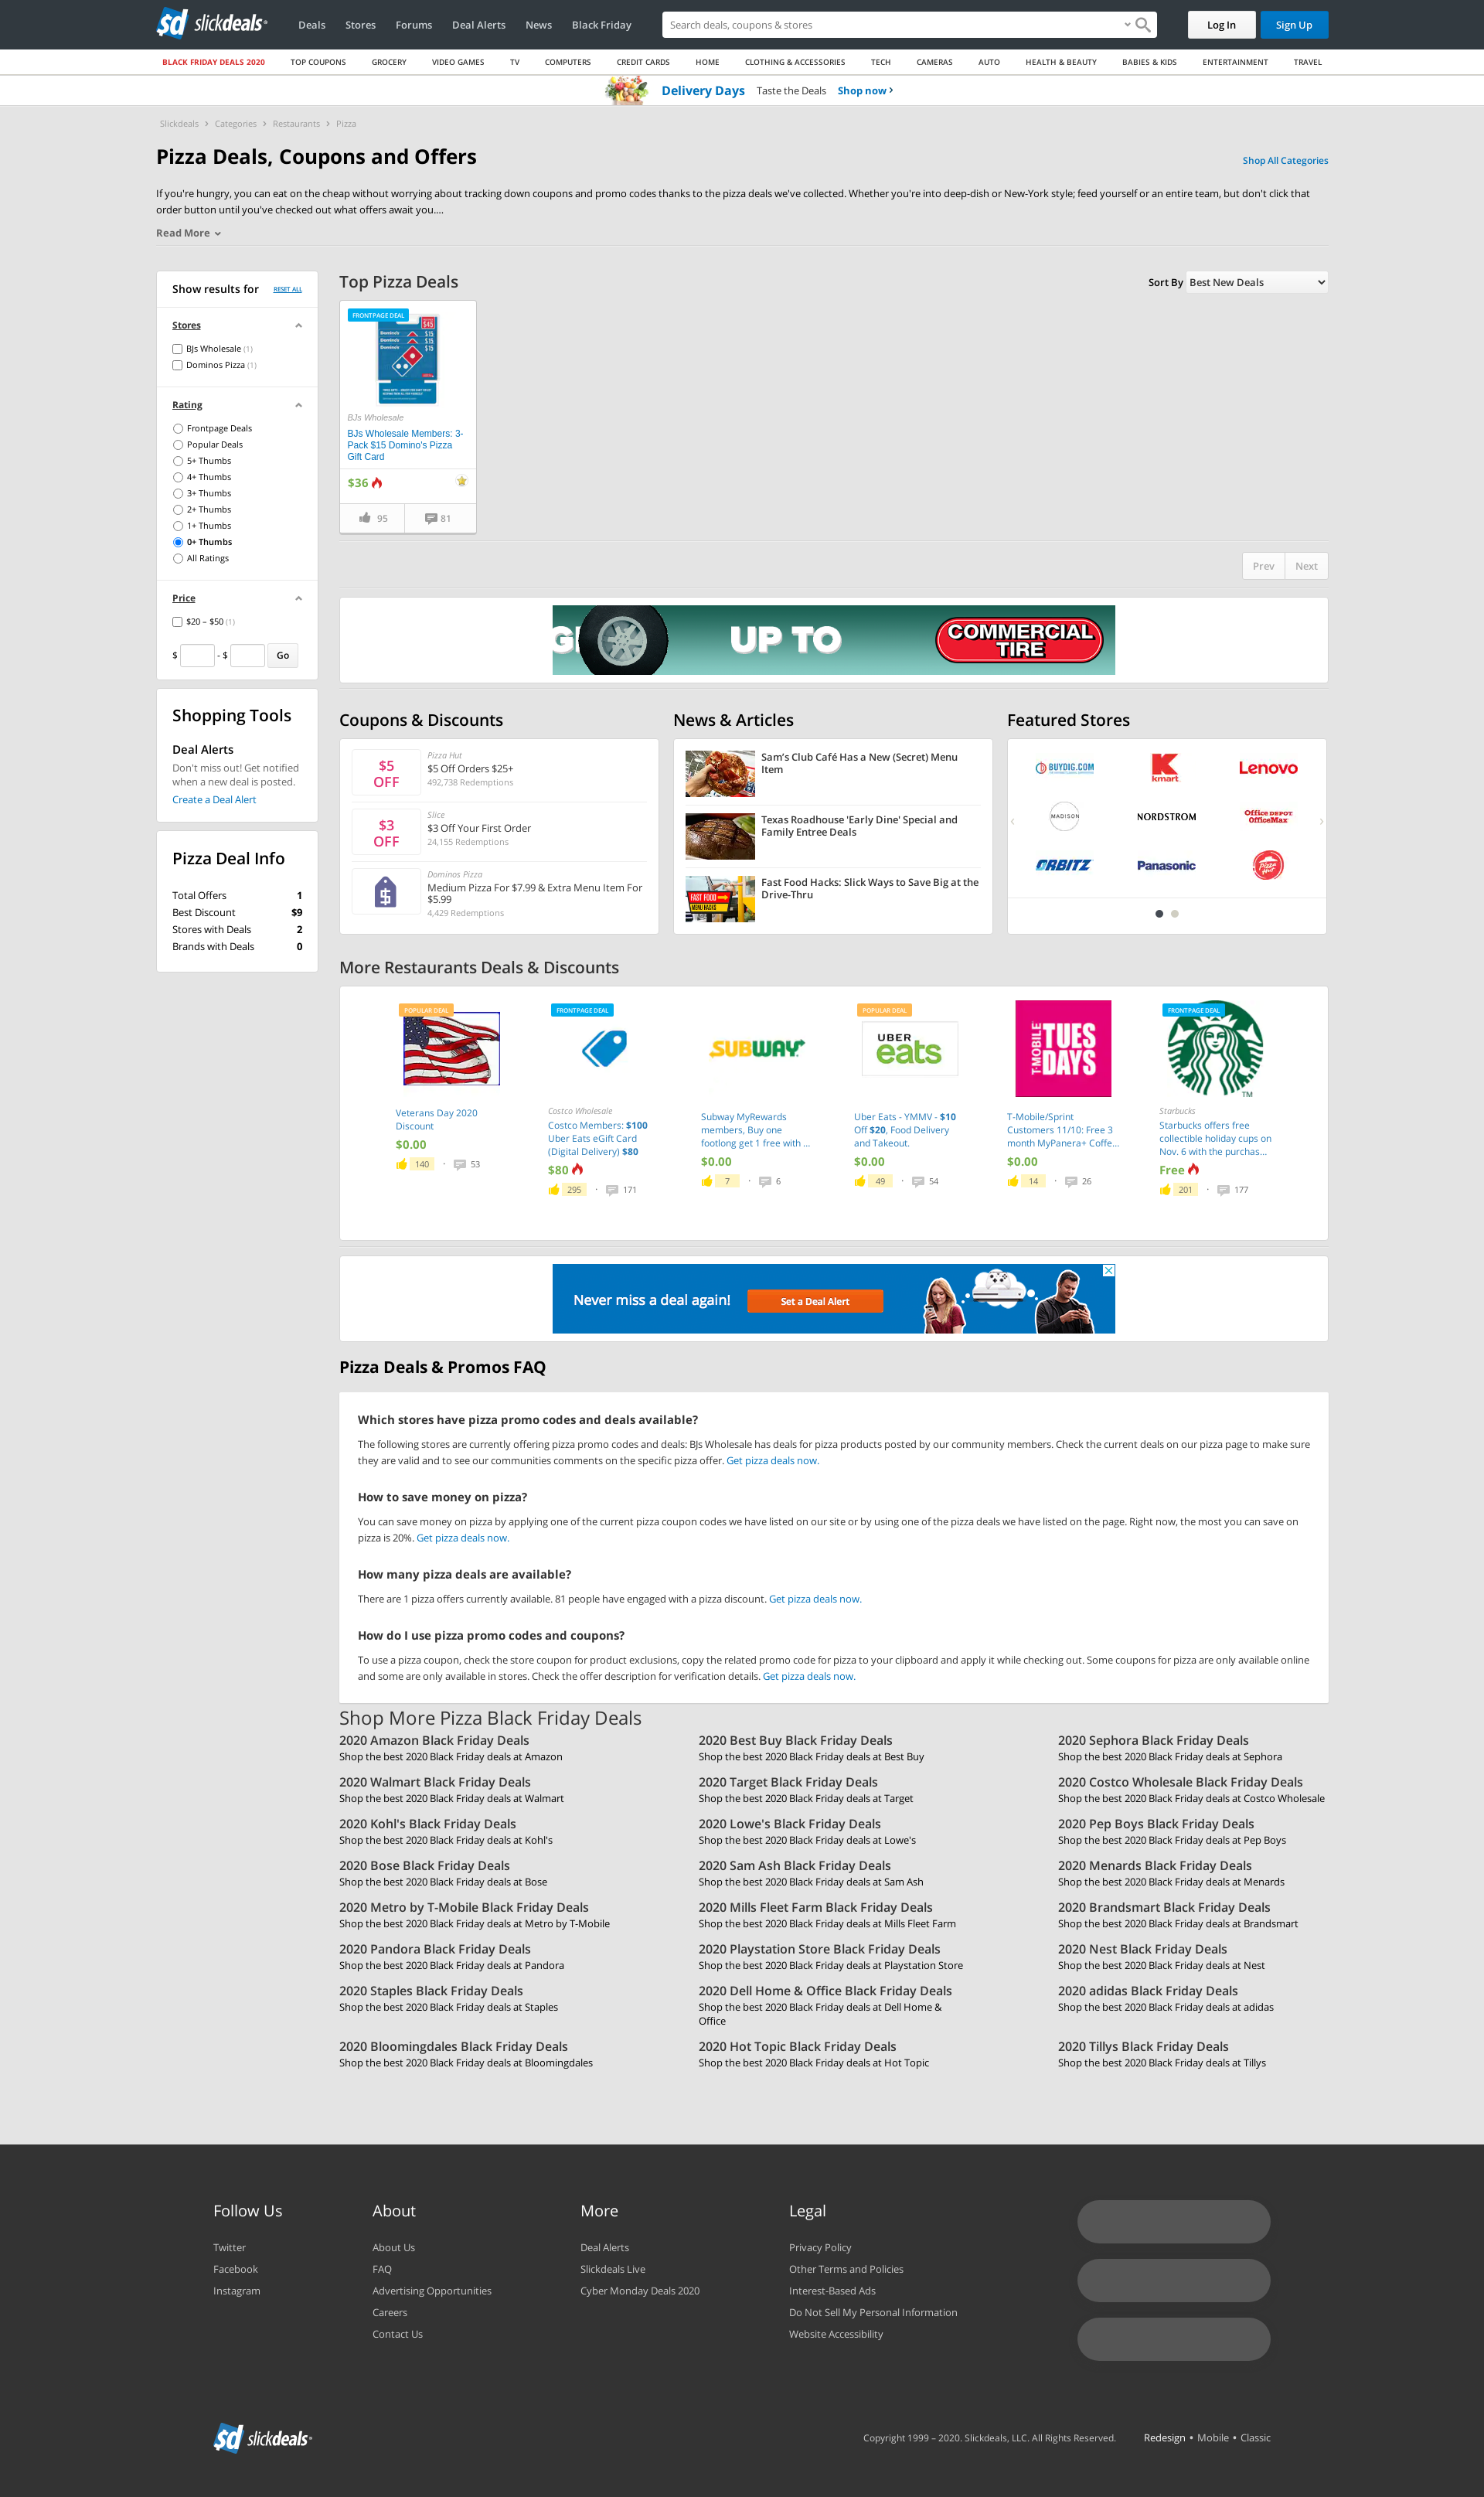 sd slickdeals
Deals
Stores
Forums
Deal Alerts
News
Black Friday
Search deals, coupons & stores
Log In
Sign Up
BLACK FRIDAY DEALS 2020
TOP COUPONS
GROCERY
VIDEO GAMES
TV
COMPUTERS
CREDIT CARDS
HOME
CLOTHING & ACCESSORIES
TECH
CAMERAS
AUTO
HEALTH & BEAUTY
BABIES & KIDS
ENTERTAINMENT
TRAVEL
Delivery Days Taste the Deals Shop now ›
Slickdeals › Categories › Restaurants › Pizza
Pizza Deals, Coupons and Offers
Shop All Categories
If you're hungry, you can eat on the cheap without worrying about tracking down coupons and promo codes thanks to the pizza deals we've collected. Whether you're into deep-dish or New-York style; feed yourself or an entire team, but don't click that
order button until you've checked out what offers await you....
Read More
Show results for
RESET ALL
Stores
BJs Wholesale (1)
Dominos Pizza (1)
Rating
Frontpage Deals
Popular Deals
5+ Thumbs
4+ Thumbs
3+ Thumbs
2+ Thumbs
1+ Thumbs
0+ Thumbs
All Ratings
Price
$20 – $50 (1)
$ - $ Go
Shopping Tools
Deal Alerts
Don't miss out! Get notified
when a new deal is posted.
Create a Deal Alert
Pizza Deal Info
Total Offers 1
Best Discount $9
Stores with Deals 2
Brands with Deals 0
Top Pizza Deals
Sort By Best New Deals
FRONTPAGE DEAL
$45
Domino's $15
Domino's $15
Domino's $15
BJs Wholesale
BJs Wholesale Members: 3-
Pack $15 Domino's Pizza
Gift Card
$36
95
81
Prev
Next
UP TO
COMMERCIAL
TIRE
Coupons & Discounts
$5
OFF
Pizza Hut
$5 Off Orders $25+
492,738 Redemptions
$3
OFF
Slice
$3 Off Your First Order
24,155 Redemptions
Dominos Pizza
Medium Pizza For $7.99 & Extra Menu Item For
$5.99
4,429 Redemptions
News & Articles
Sam's Club Café Has a New (Secret) Menu
Item
Texas Roadhouse 'Early Dine' Special and
Family Entree Deals
FAST FOOD
MENU HACKS
Fast Food Hacks: Slick Ways to Save Big at the
Drive-Thru
Featured Stores
BUYDIG.COM
K
kmart
Lenovo
MADISON
NORDSTROM
Office DEPOT
OfficeMax
ORBITZ
Panasonic
Pizza Hut
More Restaurants Deals & Discounts
POPULAR DEAL
Veterans Day 2020
Discount
$0.00
140 · 53
FRONTPAGE DEAL
Costco Wholesale
Costco Members: $100
Uber Eats eGift Card
(Digital Delivery) $80
$80
295 · 171
SUBWAY
Subway MyRewards
members, Buy one
footlong get 1 free with ...
$0.00
7 · 6
POPULAR DEAL
UBER
eats
Uber Eats - YMMV - $10
Off $20, Food Delivery
and Takeout.
$0.00
49 · 54
T-MOBILE
TUES
DAYS
T-Mobile/Sprint
Customers 11/10: Free 3
month MyPanera+ Coffe...
$0.00
14 · 26
FRONTPAGE DEAL
TM
Starbucks
Starbucks offers free
collectible holiday cups on
Nov. 6 with the purchas...
Free
201 · 177
Never miss a deal again!
Set a Deal Alert
Pizza Deals & Promos FAQ
Which stores have pizza promo codes and deals available?
The following stores are currently offering pizza promo codes and deals: BJs Wholesale has deals for pizza products posted by our community members. Check the current deals on our pizza page to make sure
they are valid and to see our communities comments on the specific pizza offer. Get pizza deals now.
How to save money on pizza?
You can save money on pizza by applying one of the current pizza coupon codes we have listed on our site or by using one of the pizza deals we have listed on the page. Right now, the most you can save on
pizza is 20%. Get pizza deals now.
How many pizza deals are available?
There are 1 pizza offers currently available. 81 people have engaged with a pizza discount. Get pizza deals now.
How do I use pizza promo codes and coupons?
To use a pizza coupon, check the store coupon for product exclusions, copy the related promo code for pizza to your clipboard and apply it while checking out. Some coupons for pizza are only available online
and some are only available in stores. Check the offer description for verification details. Get pizza deals now.
Shop More Pizza Black Friday Deals
2020 Amazon Black Friday Deals
Shop the best 2020 Black Friday deals at Amazon
2020 Best Buy Black Friday Deals
Shop the best 2020 Black Friday deals at Best Buy
2020 Sephora Black Friday Deals
Shop the best 2020 Black Friday deals at Sephora
2020 Walmart Black Friday Deals
Shop the best 2020 Black Friday deals at Walmart
2020 Target Black Friday Deals
Shop the best 2020 Black Friday deals at Target
2020 Costco Wholesale Black Friday Deals
Shop the best 2020 Black Friday deals at Costco Wholesale
2020 Kohl's Black Friday Deals
Shop the best 2020 Black Friday deals at Kohl's
2020 Lowe's Black Friday Deals
Shop the best 2020 Black Friday deals at Lowe's
2020 Pep Boys Black Friday Deals
Shop the best 2020 Black Friday deals at Pep Boys
2020 Bose Black Friday Deals
Shop the best 2020 Black Friday deals at Bose
2020 Sam Ash Black Friday Deals
Shop the best 2020 Black Friday deals at Sam Ash
2020 Menards Black Friday Deals
Shop the best 2020 Black Friday deals at Menards
2020 Metro by T-Mobile Black Friday Deals
Shop the best 2020 Black Friday deals at Metro by T-Mobile
2020 Mills Fleet Farm Black Friday Deals
Shop the best 2020 Black Friday deals at Mills Fleet Farm
2020 Brandsmart Black Friday Deals
Shop the best 2020 Black Friday deals at Brandsmart
2020 Pandora Black Friday Deals
Shop the best 2020 Black Friday deals at Pandora
2020 Playstation Store Black Friday Deals
Shop the best 2020 Black Friday deals at Playstation Store
2020 Nest Black Friday Deals
Shop the best 2020 Black Friday deals at Nest
2020 Staples Black Friday Deals
Shop the best 2020 Black Friday deals at Staples
2020 Dell Home & Office Black Friday Deals
Shop the best 2020 Black Friday deals at Dell Home &
Office
2020 adidas Black Friday Deals
Shop the best 2020 Black Friday deals at adidas
2020 Bloomingdales Black Friday Deals
Shop the best 2020 Black Friday deals at Bloomingdales
2020 Hot Topic Black Friday Deals
Shop the best 2020 Black Friday deals at Hot Topic
2020 Tillys Black Friday Deals
Shop the best 2020 Black Friday deals at Tillys
Follow Us
Twitter
Facebook
Instagram
About
About Us
FAQ
Advertising Opportunities
Careers
Contact Us
More
Deal Alerts
Slickdeals Live
Cyber Monday Deals 2020
Legal
Privacy Policy
Other Terms and Policies
Interest-Based Ads
Do Not Sell My Personal Information
Website Accessibility
sd slickdeals
Copyright 1999 – 2020. Slickdeals, LLC. All Rights Reserved.
Redesign • Mobile • Classic